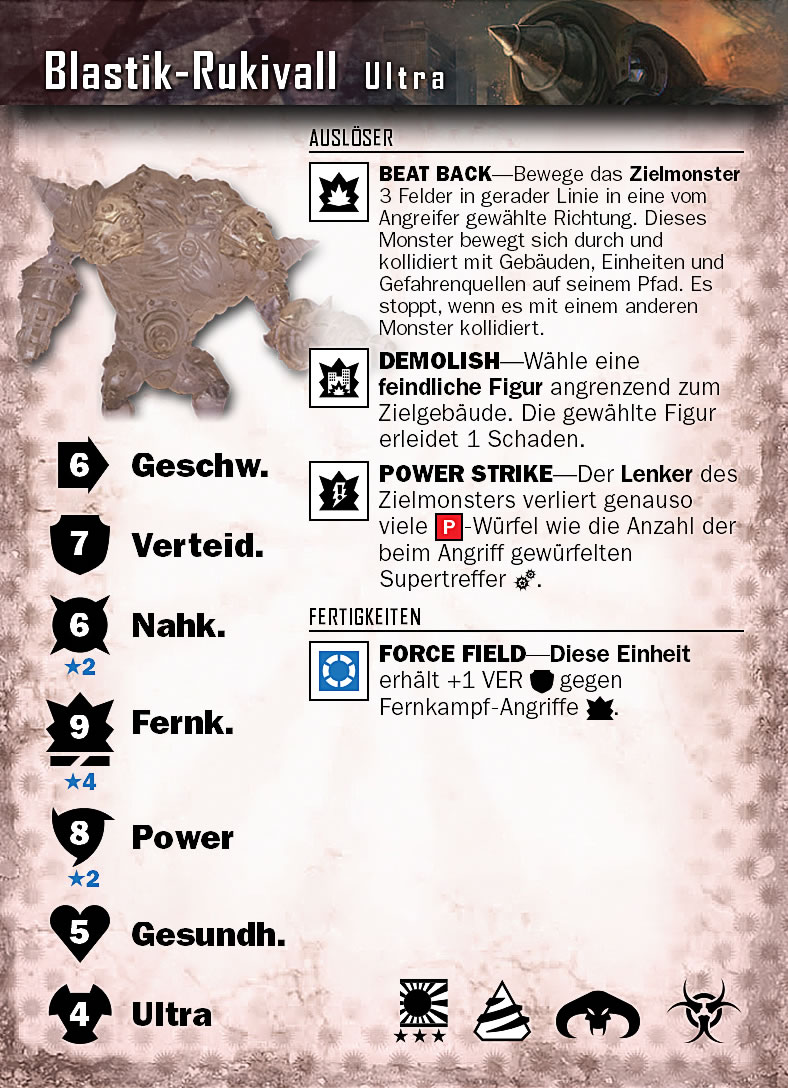 Blastik-Rukivall Ultra
AUSLÖSER
BEAT BACK—Bewege das Zielmonster
3 Felder in gerader Linie in eine vom
Angreifer gewählte Richtung. Dieses
Monster bewegt sich durch und
kollidiert mit Gebäuden, Einheiten und
Gefahrenquellen auf seinem Pfad. Es
stoppt, wenn es mit einem anderen
Monster kollidiert.
DEMOLISH—Wähle eine
feindliche Figur angrenzend zum
Zielgebäude. Die gewählte Figur
erleidet 1 Schaden.
POWER STRIKE—Der Lenker des
Zielmonsters verliert genauso
viele P-Würfel wie die Anzahl der
beim Angriff gewürfelten
Supertreffer .
FERTIGKEITEN
FORCE FIELD—Diese Einheit
erhält +1 VER gegen
Fernkampf-Angriffe .
6 Geschw.
7 Verteid.
6 Nahk.
★2
9 Fernk.
★4
8 Power
★2
5 Gesundh.
4 Ultra
★★★